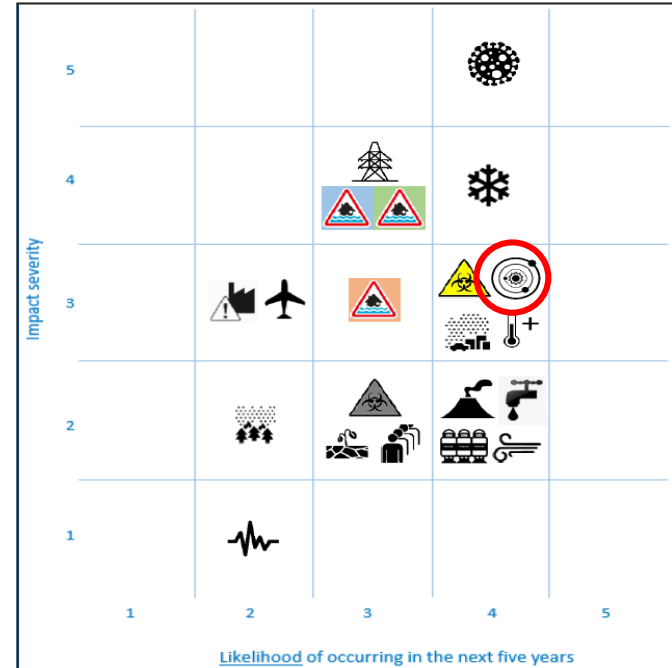 Impact severity
5
4
3
2
1
1 2 3 4 5
Likelihood of occurring in the next five years